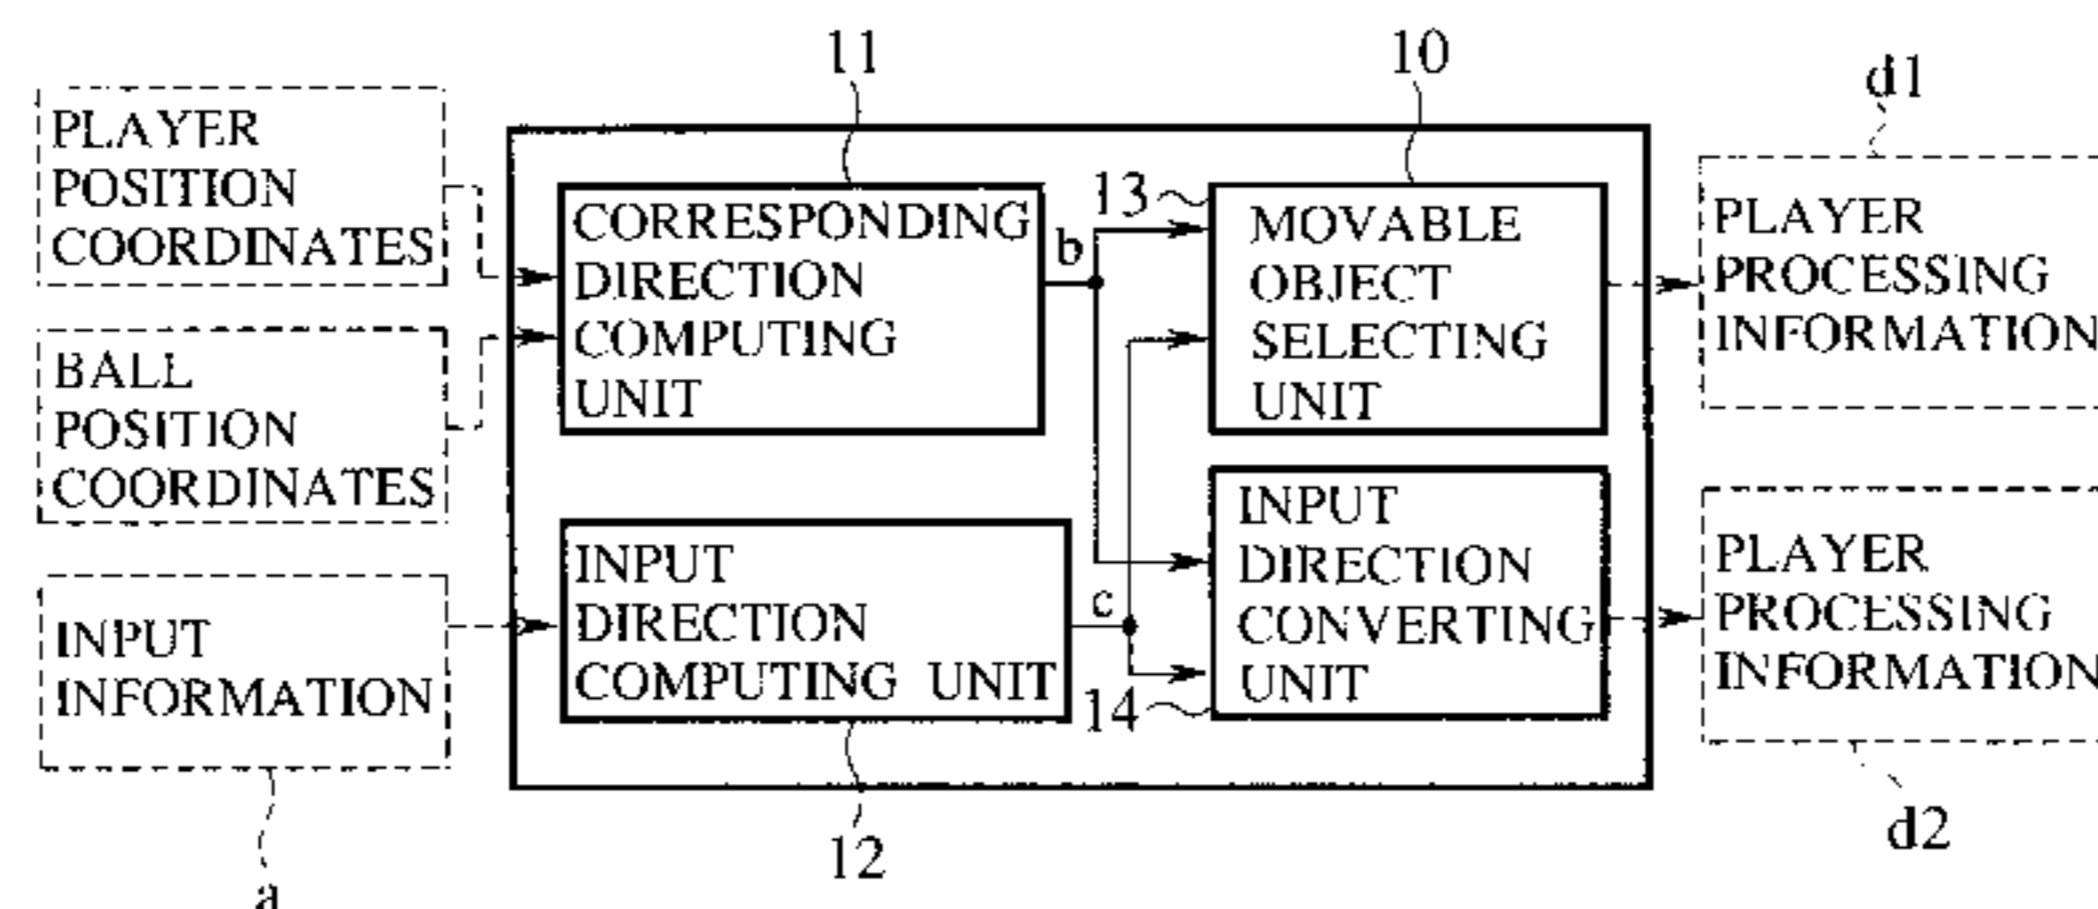 11
10
d1
PLAYER
POSITION
COORDINATES
BALL
POSITION
COORDINATES
INPUT
INFORMATION
a
CORRESPONDING
DIRECTION
COMPUTING
UNIT
b
INPUT
DIRECTION
COMPUTING UNIT
c
12
13
MOVABLE
OBJECT
SELECTING
UNIT
INPUT
DIRECTION
CONVERTING
UNIT
14
PLAYER
PROCESSING
INFORMATION
PLAYER
PROCESSING
INFORMATION
d2